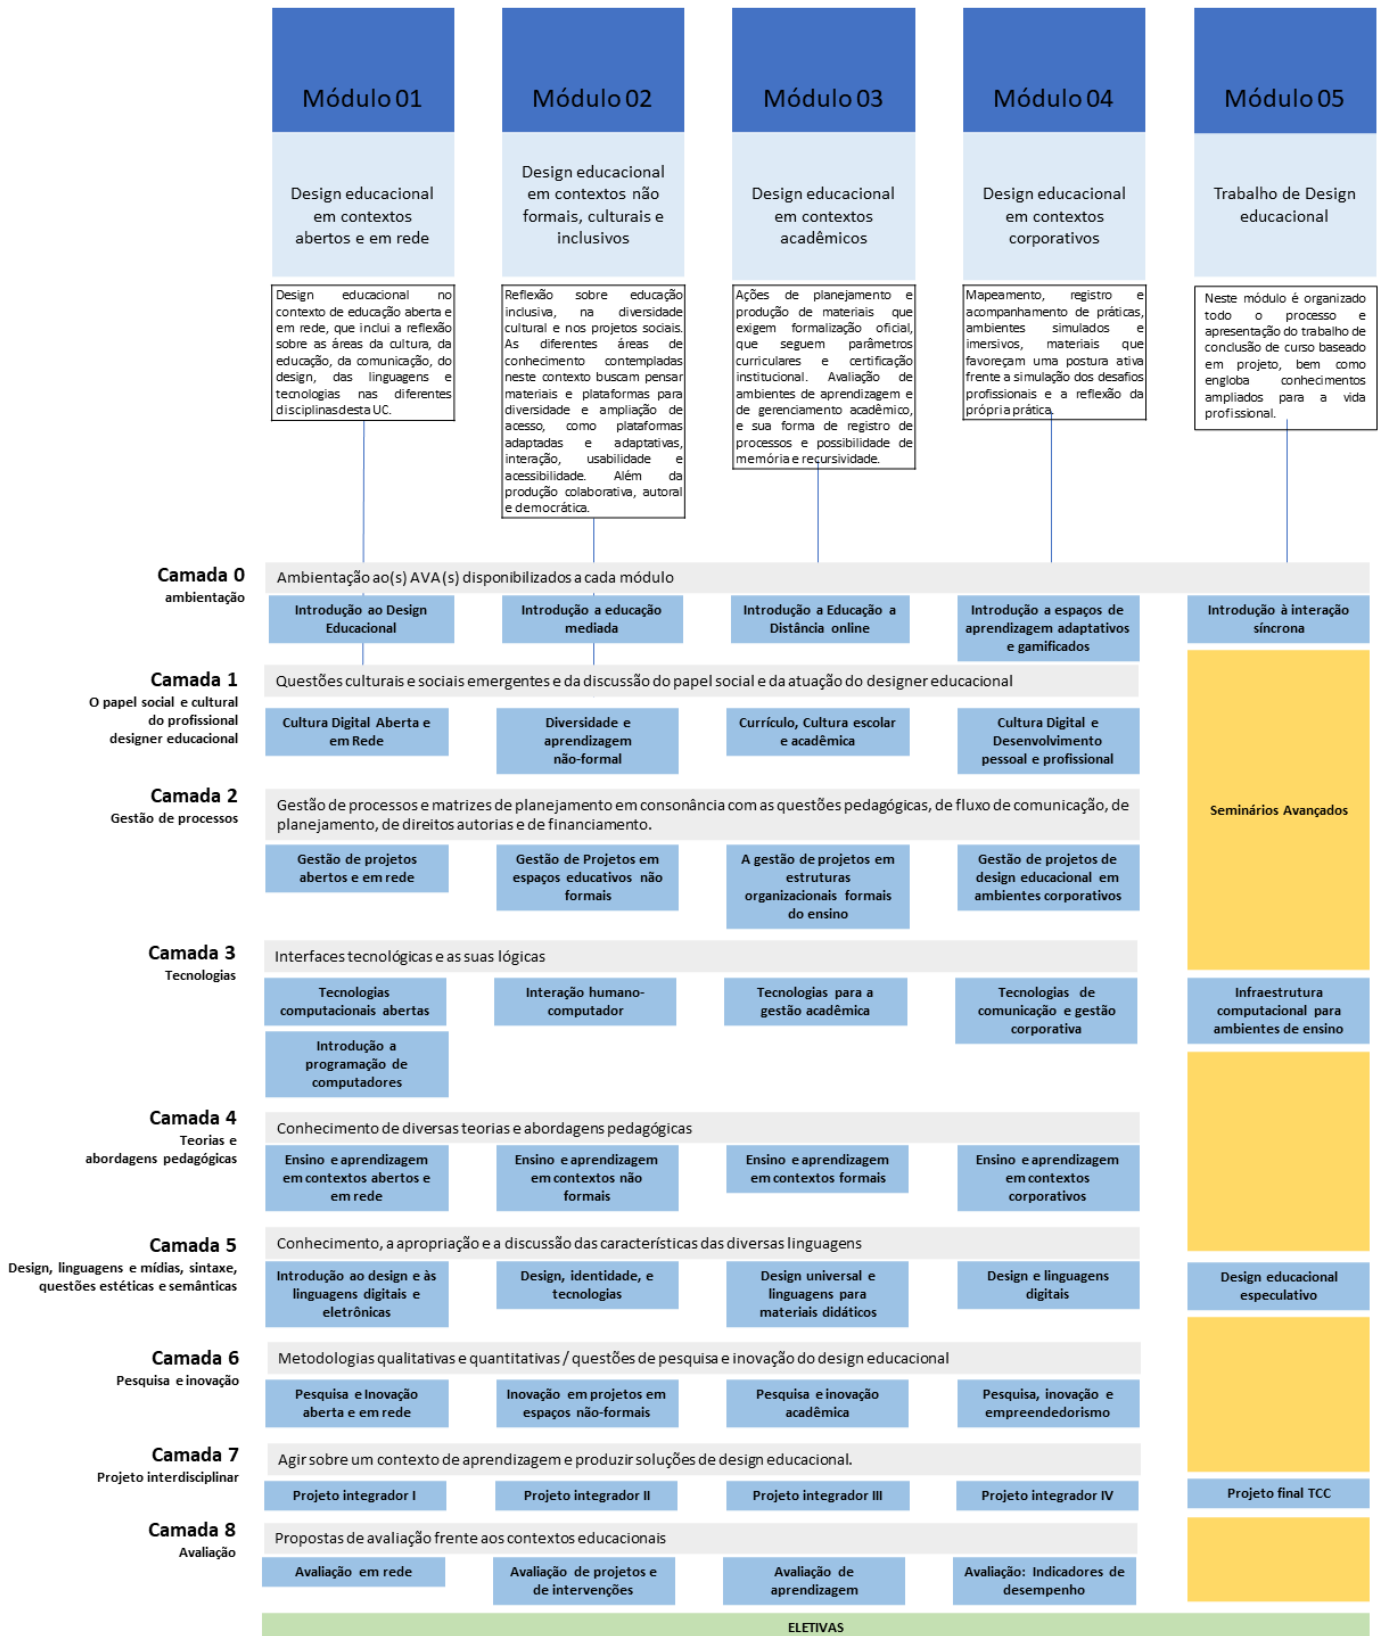 Módulo 01
Módulo 02
Módulo 03
Módulo 04
Módulo 05
Design educacional
em contextos
abertos e em rede
Design educacional
em contextos não
formais, culturais e
inclusivos
Design educacional
em contextos
acadêmicos
Design educacional
em contextos
corporativos
Trabalho de Design
educacional
Design educacional no
contexto de educação aberta e
em rede, que inclui a reflexão
sobre as áreas da cultura, da
educação, da comunicação, do
design, das linguagens e
tecnologias nas diferentes
disciplinas desta UC.
Reflexão sobre educação
inclusiva, na diversidade
cultural e nos projetos sociais.
As diferentes áreas de
conhecimento contempladas
neste contexto buscam pensar
materiais e plataformas para
diversidade e ampliação de
acesso, como plataformas
adaptadas e adaptativas,
interação, usabilidade e
acessibilidade. Além da
produção colaborativa, autoral
e democrática.
Ações de planejamento e
produção de materiais que
exigem formalização oficial,
que seguem parâmetros
curriculares e certificação
institucional. Avaliação de
ambientes de aprendizagem e
de gerenciamento acadêmico,
e sua forma de registro de
processos e possibilidade de
memória e recursividade.
Mapeamento, registro e
acompanhamento de práticas,
ambientes simulados e
imersivos, materiais que
favoreçam uma postura ativa
frente a simulação dos desafios
profissionais e a reflexão da
própria prática.
Neste módulo é organizado
todo o processo e
apresentação do trabalho de
conclusão de curso baseado
em projeto, bem como
engloba conhecimentos
ampliados para a vida
profissional.
Camada 0
ambientação
Ambientação ao(s) AVA(s) disponibilizados a cada módulo
Introdução ao Design
Educacional
Introdução a educação
mediada
Introdução a Educação a
Distância online
Introdução a espaços de
aprendizagem adaptativos
e gamificados
Introdução à interação
síncrona
Camada 1
O papel social e cultural
do profissional
designer educacional
Questões culturais e sociais emergentes e da discussão do papel social e da atuação do designer educacional
Cultura Digital Aberta e
em Rede
Diversidade e
aprendizagem
não-formal
Currículo, Cultura escolar
e acadêmica
Cultura Digital e
Desenvolvimento
pessoal e profissional
Camada 2
Gestão de processos
Gestão de processos e matrizes de planejamento em consonância com as questões pedagógicas, de fluxo de comunicação, de
planejamento, de direitos autorias e de financiamento.
Seminários Avançados
Gestão de projetos
abertos e em rede
Gestão de Projetos em
espaços educativos não
formais
A gestão de projetos em
estruturas
organizacionais formais
do ensino
Gestão de projetos de
design educacional em
ambientes corporativos
Camada 3
Tecnologias
Interfaces tecnológicas e as suas lógicas
Tecnologias
computacionais abertas
Interação humano-
computador
Tecnologias para a
gestão acadêmica
Tecnologias de
comunicação e gestão
corporativa
Infraestrutura
computacional para
ambientes de ensino
Introdução a
programação de
computadores
Camada 4
Teorias e
abordagens pedagógicas
Conhecimento de diversas teorias e abordagens pedagógicas
Ensino e aprendizagem
em contextos abertos e
em rede
Ensino e aprendizagem
em contextos não
formais
Ensino e aprendizagem
em contextos formais
Ensino e aprendizagem
em contextos
corporativos
Camada 5
Design, linguagens e mídias, sintaxe,
questões estéticas e semânticas
Conhecimento, a apropriação e a discussão das características das diversas linguagens
Introdução ao design e às
linguagens digitais e
eletrônicas
Design, identidade, e
tecnologias
Design universal e
linguagens para
materiais didáticos
Design e linguagens
digitais
Design educacional
especulativo
Camada 6
Pesquisa e inovação
Metodologias qualitativas e quantitativas / questões de pesquisa e inovação do design educacional
Pesquisa e Inovação
aberta e em rede
Inovação em projetos em
espaços não-formais
Pesquisa e inovação
acadêmica
Pesquisa, inovação e
empreendedorismo
Camada 7
Projeto interdisciplinar
Agir sobre um contexto de aprendizagem e produzir soluções de design educacional.
Projeto integrador I
Projeto integrador II
Projeto integrador III
Projeto integrador IV
Projeto final TCC
Camada 8
Avaliação
Propostas de avaliação frente aos contextos educacionais
Avaliação em rede
Avaliação de projetos e
de intervenções
Avaliação de
aprendizagem
Avaliação: Indicadores de
desempenho
ELETIVAS